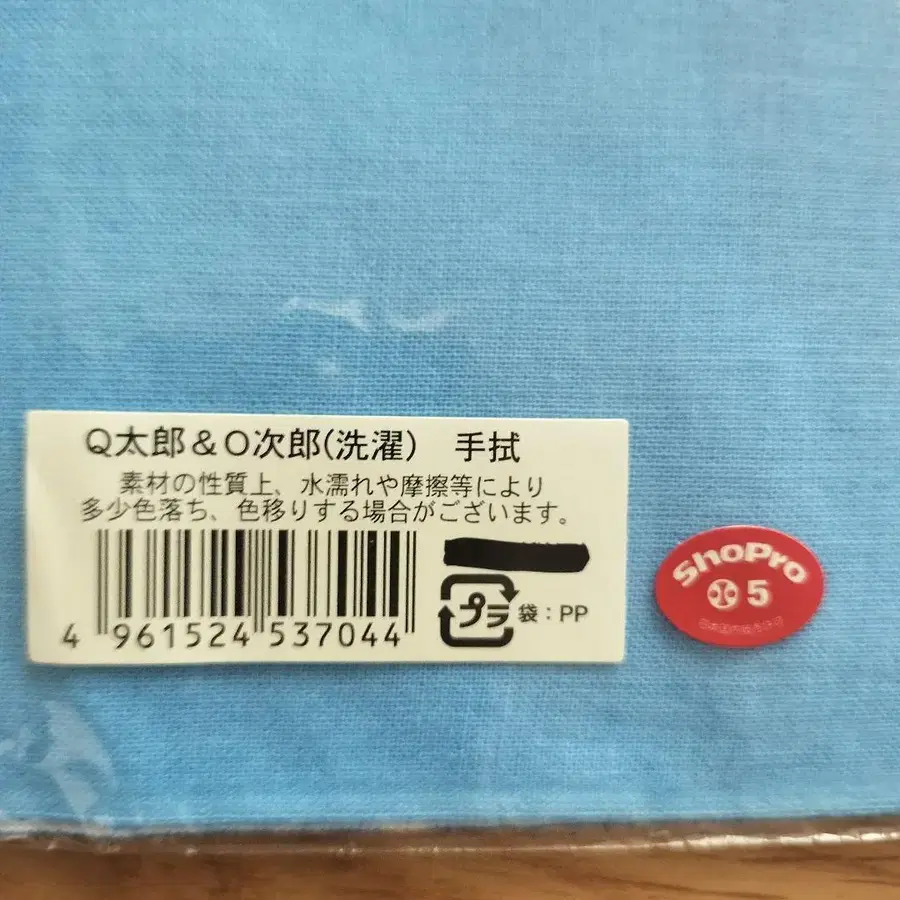 Q太郎&O次郎(洗濯) 手拭
素材の性質上、水濡れや摩擦等により
多少色落ち、色移りする場合がございます。
4 961524 537044
プラ 袋:PP
ShoPro
小 5